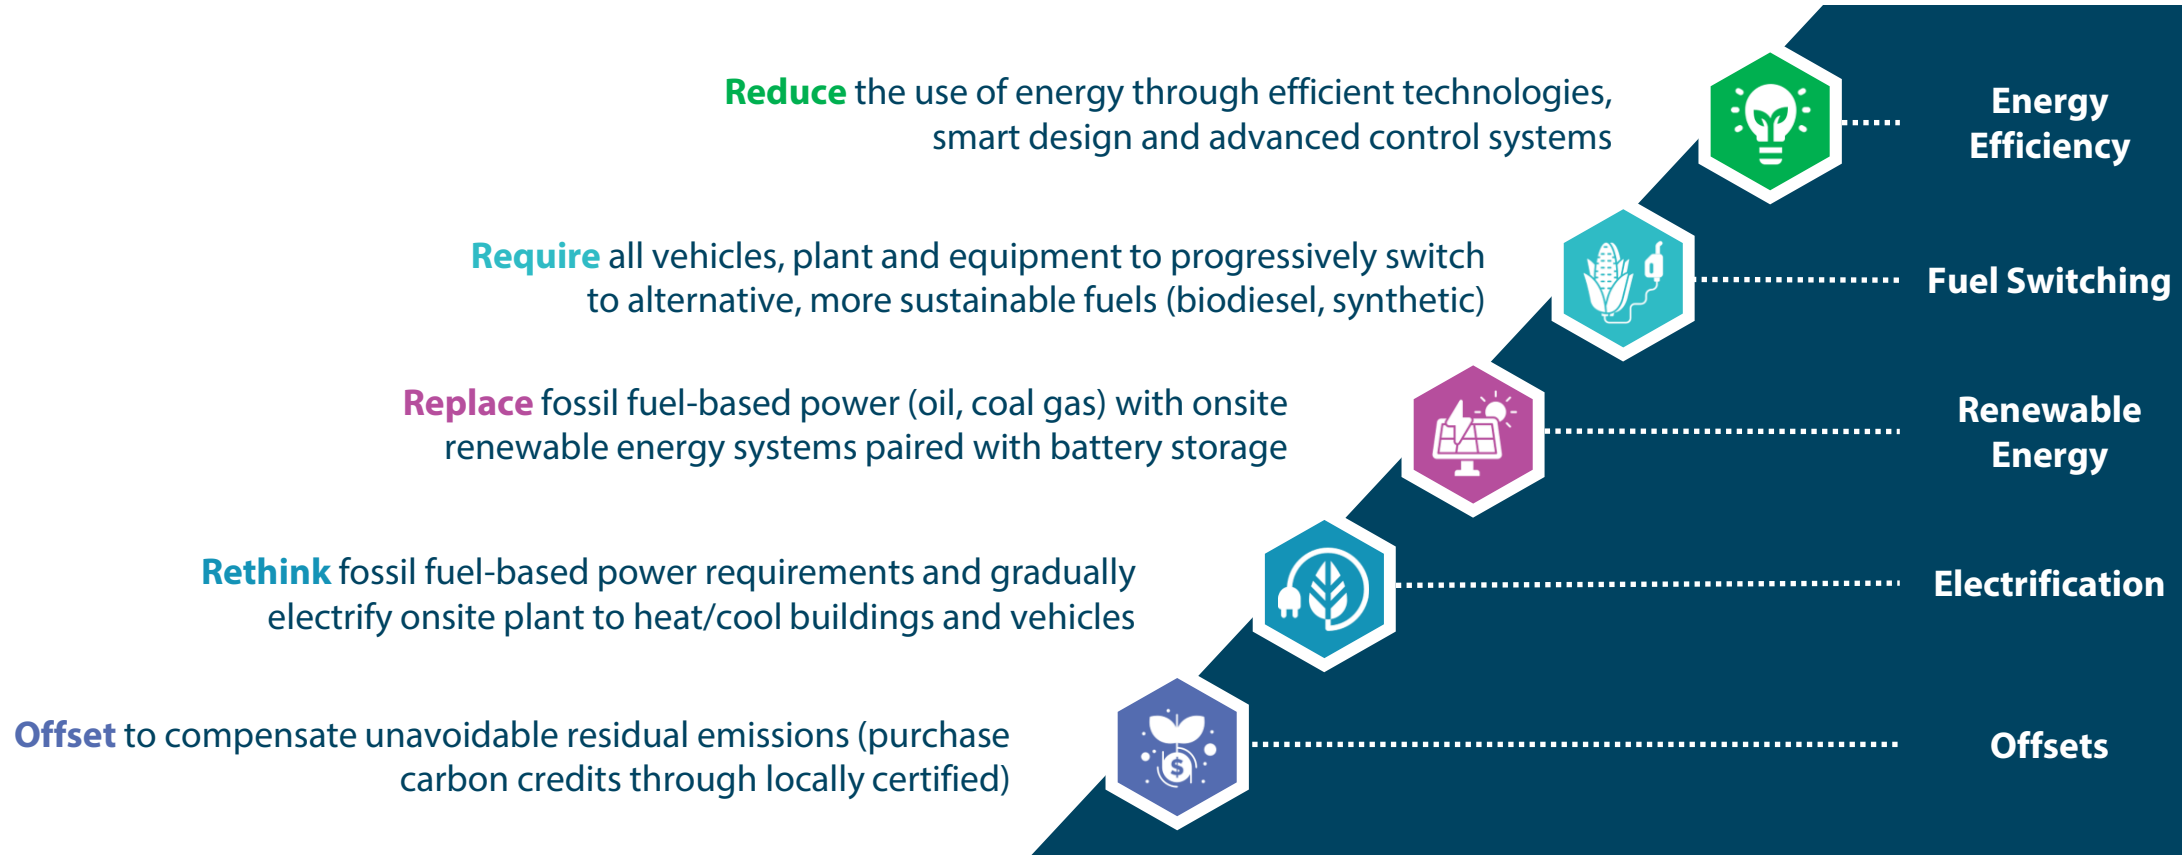 Reduce the use of energy through efficient technologies,
smart design and advanced control systems
Energy
Efficiency
Require all vehicles, plant and equipment to progressively switch
to alternative, more sustainable fuels (biodiesel, synthetic)
Fuel Switching
Replace fossil fuel-based power (oil, coal gas) with onsite
renewable energy systems paired with battery storage
Renewable
Energy
Rethink fossil fuel-based power requirements and gradually
electrify onsite plant to heat/cool buildings and vehicles
Electrification
Offset to compensate unavoidable residual emissions (purchase
carbon credits through locally certified)
$
Offsets